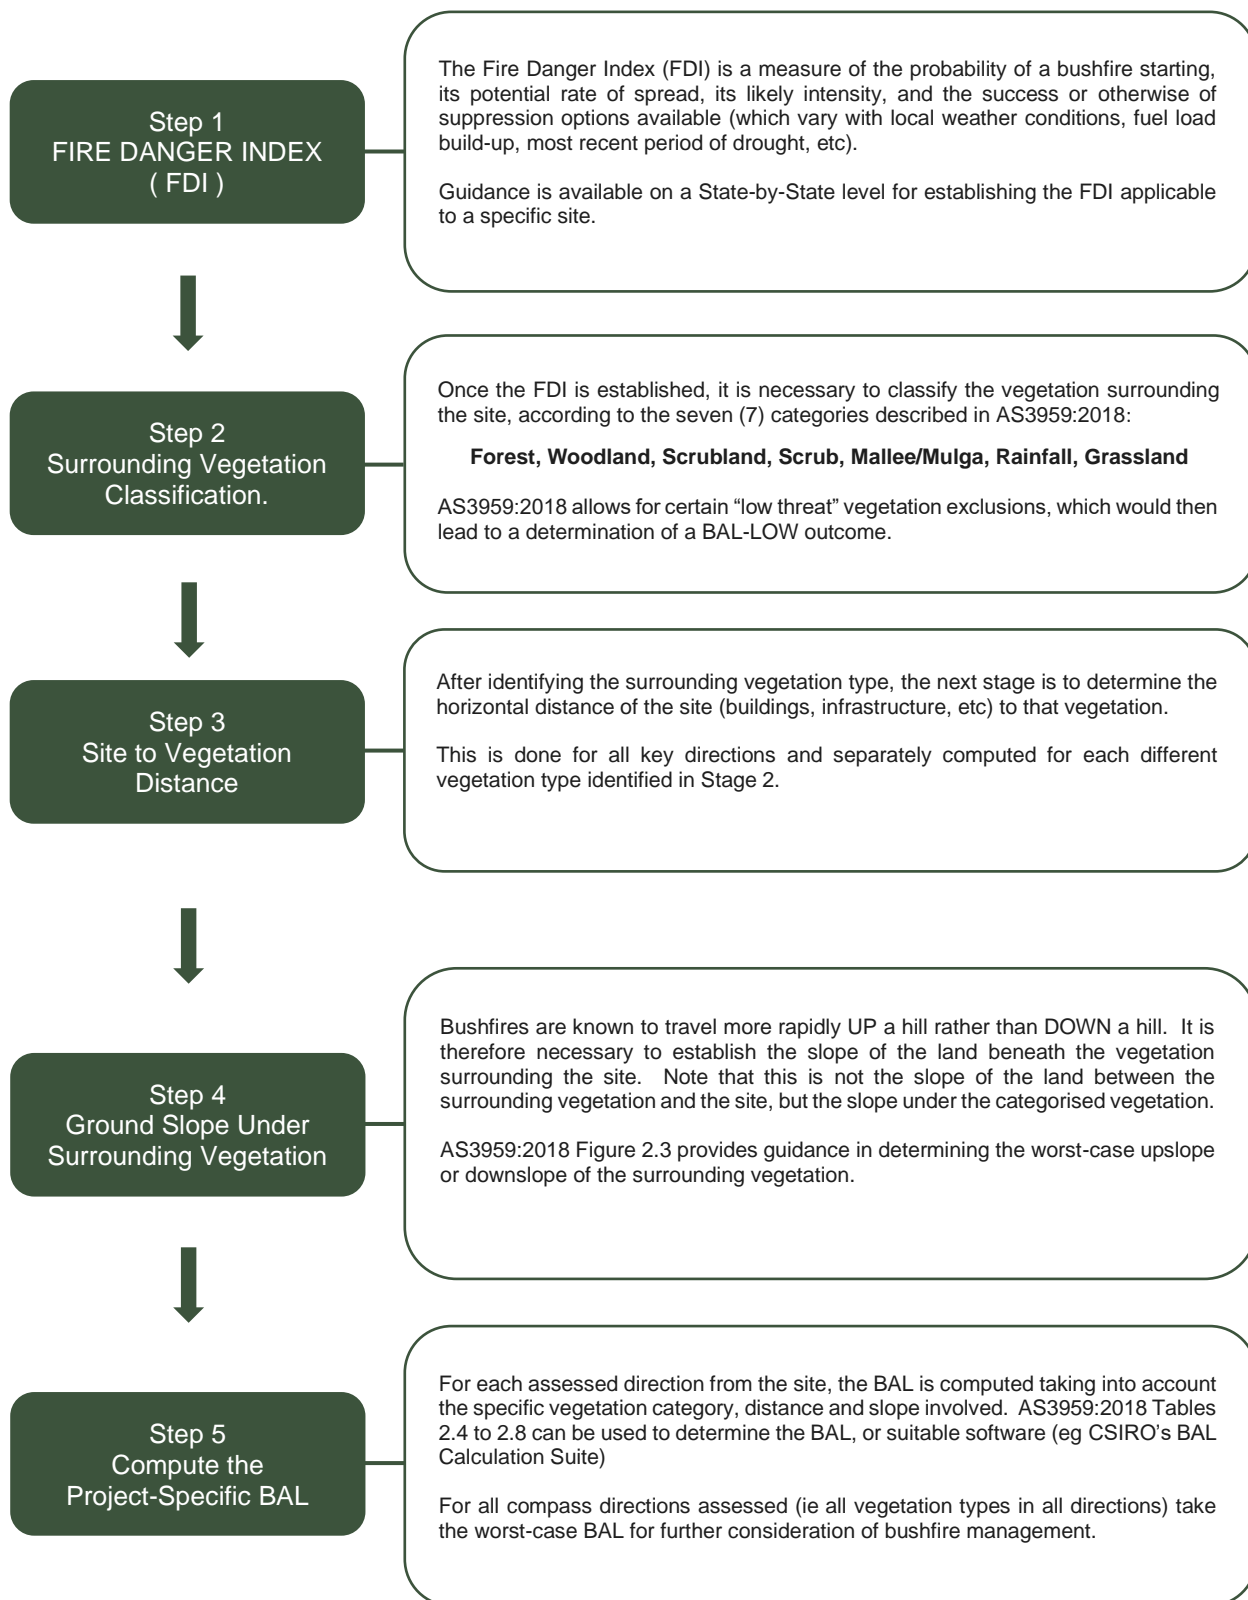 Step 1
FIRE DANGER INDEX
( FDI )
The Fire Danger Index (FDI) is a measure of the probability of a bushfire starting,
its potential rate of spread, its likely intensity, and the success or otherwise of
suppression options available (which vary with local weather conditions, fuel load
build-up, most recent period of drought, etc).
Guidance is available on a State-by-State level for establishing the FDI applicable
to a specific site.
Step 2
Surrounding Vegetation
Classification.
Once the FDI is established, it is necessary to classify the vegetation surrounding
the site, according to the seven (7) categories described in AS3959:2018:
Forest, Woodland, Scrubland, Scrub, Mallee/Mulga, Rainfall, Grassland
AS3959:2018 allows for certain “low threat” vegetation exclusions, which would then
lead to a determination of a BAL-LOW outcome.
Step 3
Site to Vegetation
Distance
After identifying the surrounding vegetation type, the next stage is to determine the
horizontal distance of the site (buildings, infrastructure, etc) to that vegetation.
This is done for all key directions and separately computed for each different
vegetation type identified in Stage 2.
Step 4
Ground Slope Under
Surrounding Vegetation
Bushfires are known to travel more rapidly UP a hill rather than DOWN a hill. It is
therefore necessary to establish the slope of the land beneath the vegetation
surrounding the site. Note that this is not the slope of the land between the
surrounding vegetation and the site, but the slope under the categorised vegetation.
AS3959:2018 Figure 2.3 provides guidance in determining the worst-case upslope
or downslope of the surrounding vegetation.
Step 5
Compute the
Project-Specific BAL
For each assessed direction from the site, the BAL is computed taking into account
the specific vegetation category, distance and slope involved. AS3959:2018 Tables
2.4 to 2.8 can be used to determine the BAL, or suitable software (eg CSIRO’s BAL
Calculation Suite)
For all compass directions assessed (ie all vegetation types in all directions) take
the worst-case BAL for further consideration of bushfire management.